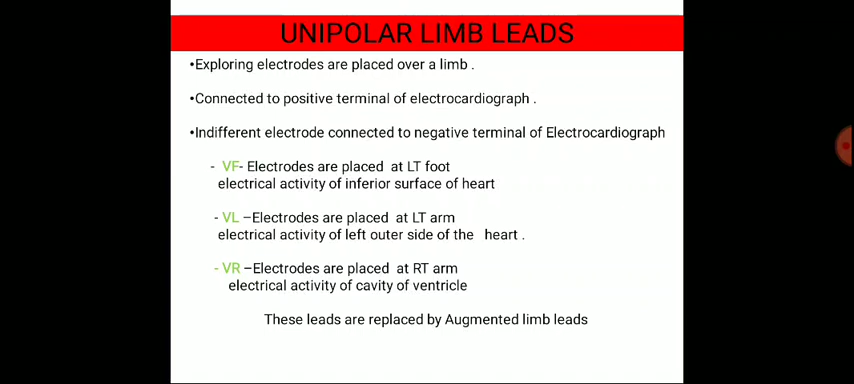 UNIPOLAR LIMB LEADS
•Exploring electrodes are placed over a limb .
•Connected to positive terminal of electrocardiograph .
•Indifferent electrode connected to negative terminal of Electrocardiograph
- VF- Electrodes are placed at LT foot
electrical activity of inferior surface of heart
- VL –Electrodes are placed at LT arm
electrical activity of left outer side of the heart .
- VR –Electrodes are placed at RT arm
electrical activity of cavity of ventricle
These leads are replaced by Augmented limb leads